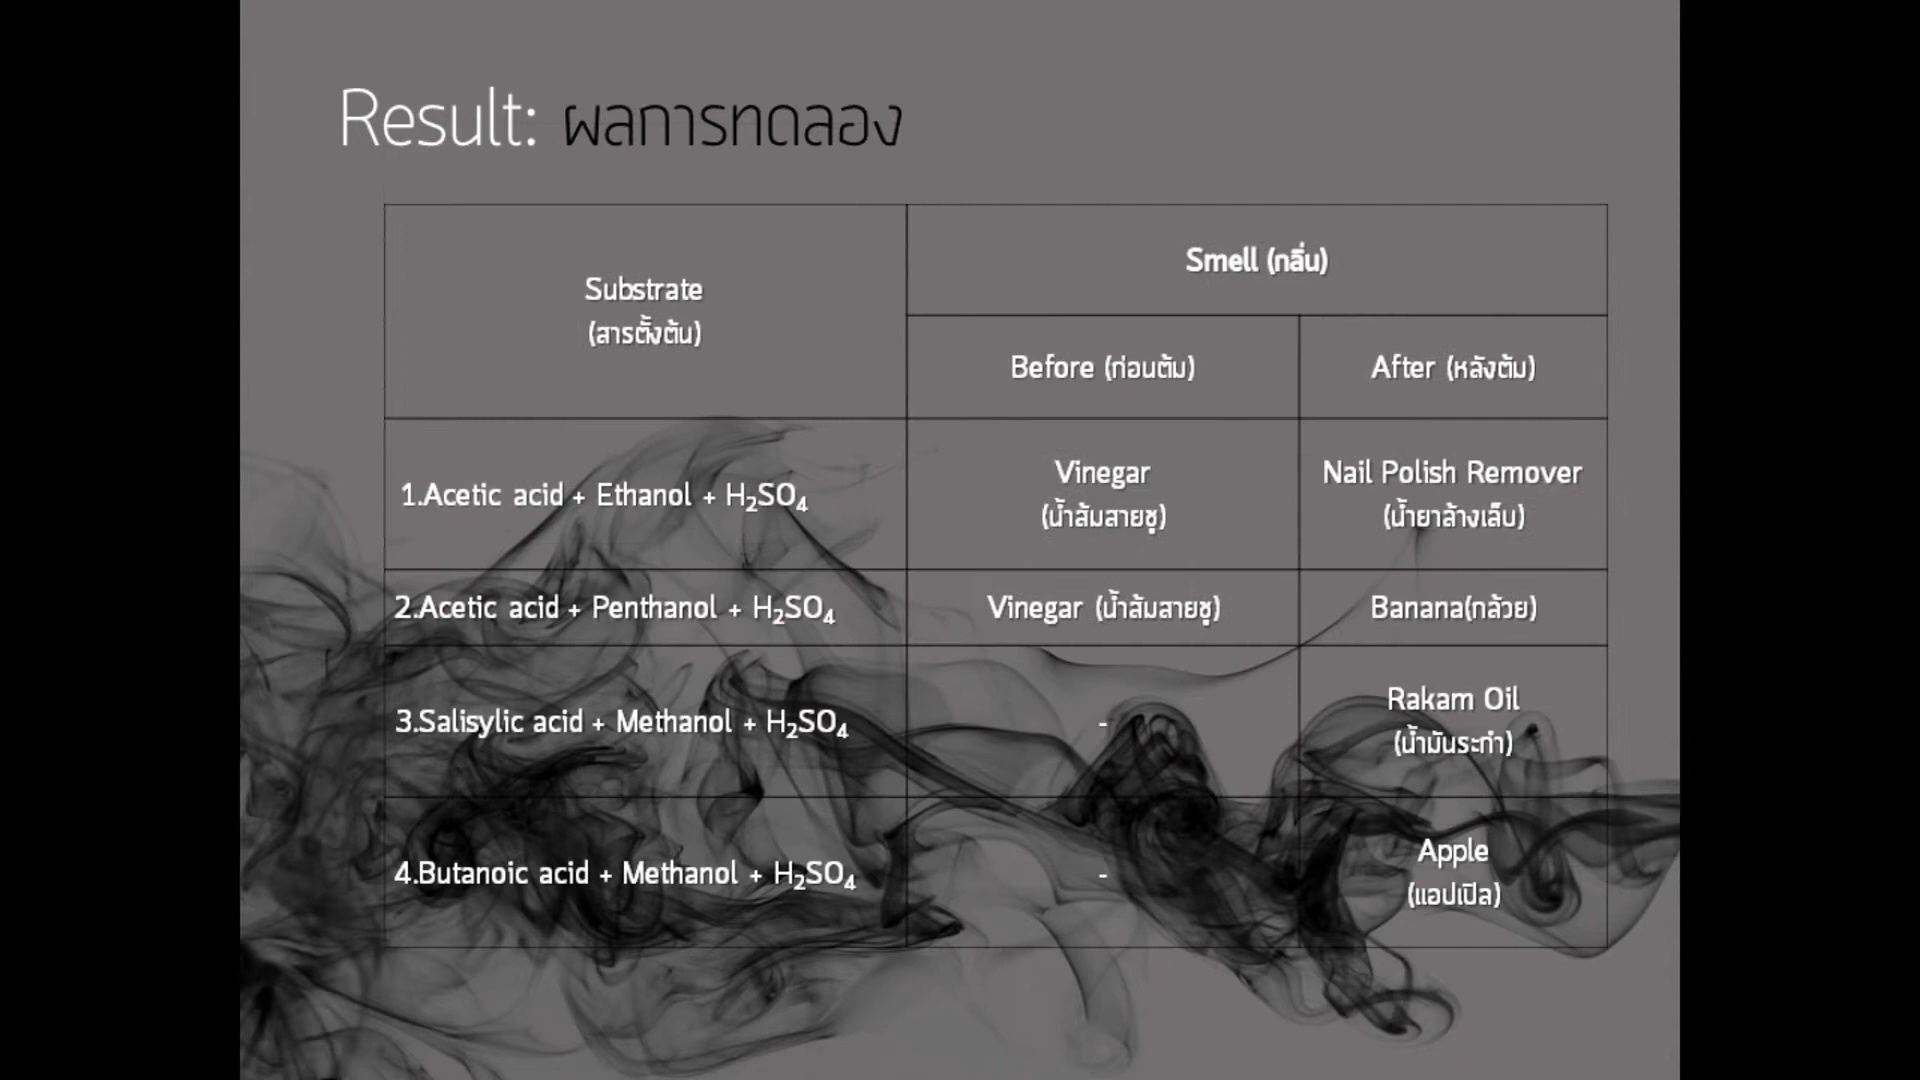 Result: ผลการทดลอง
Substrate
(สารตั้งต้น)
Smell (กลิ่น)
Before (ก่อนต้ม)
After (หลังต้ม)
1.Acetic acid + Ethanol + H₂SO₄
Vinegar
(น้ำส้มสายชู)
Nail Polish Remover
(น้ำยาล้างเล็บ)
2.Acetic acid + Penthanol + H₂SO₄
Vinegar (น้ำส้มสายชู)
Banana(กล้วย)
3.Salisylic acid + Methanol + H₂SO₄
-
Rakam Oil
(น้ำมันระกำ)
4.Butanoic acid + Methanol + H₂SO₄
-
Apple
(แอปเปิล)